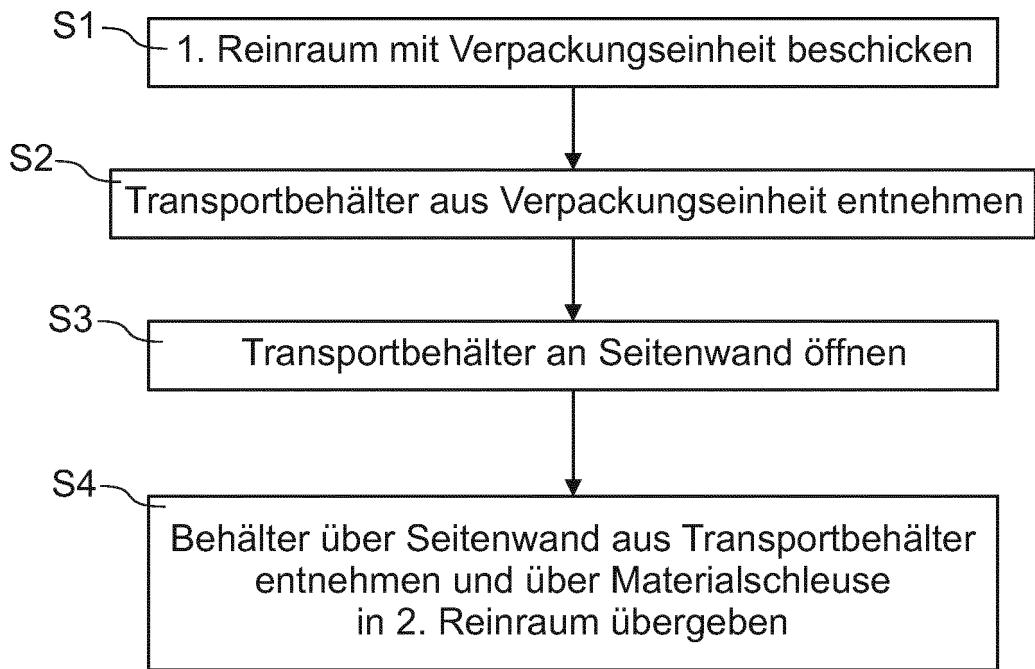 S1
1. Reinraum mit Verpackungseinheit beschicken
S2
Transportbehälter aus Verpackungseinheit entnehmen
S3
Transportbehälter an Seitenwand öffnen
S4
Behälter über Seitenwand aus Transportbehälter
entnehmen und über Materialschleuse
in 2. Reinraum übergeben